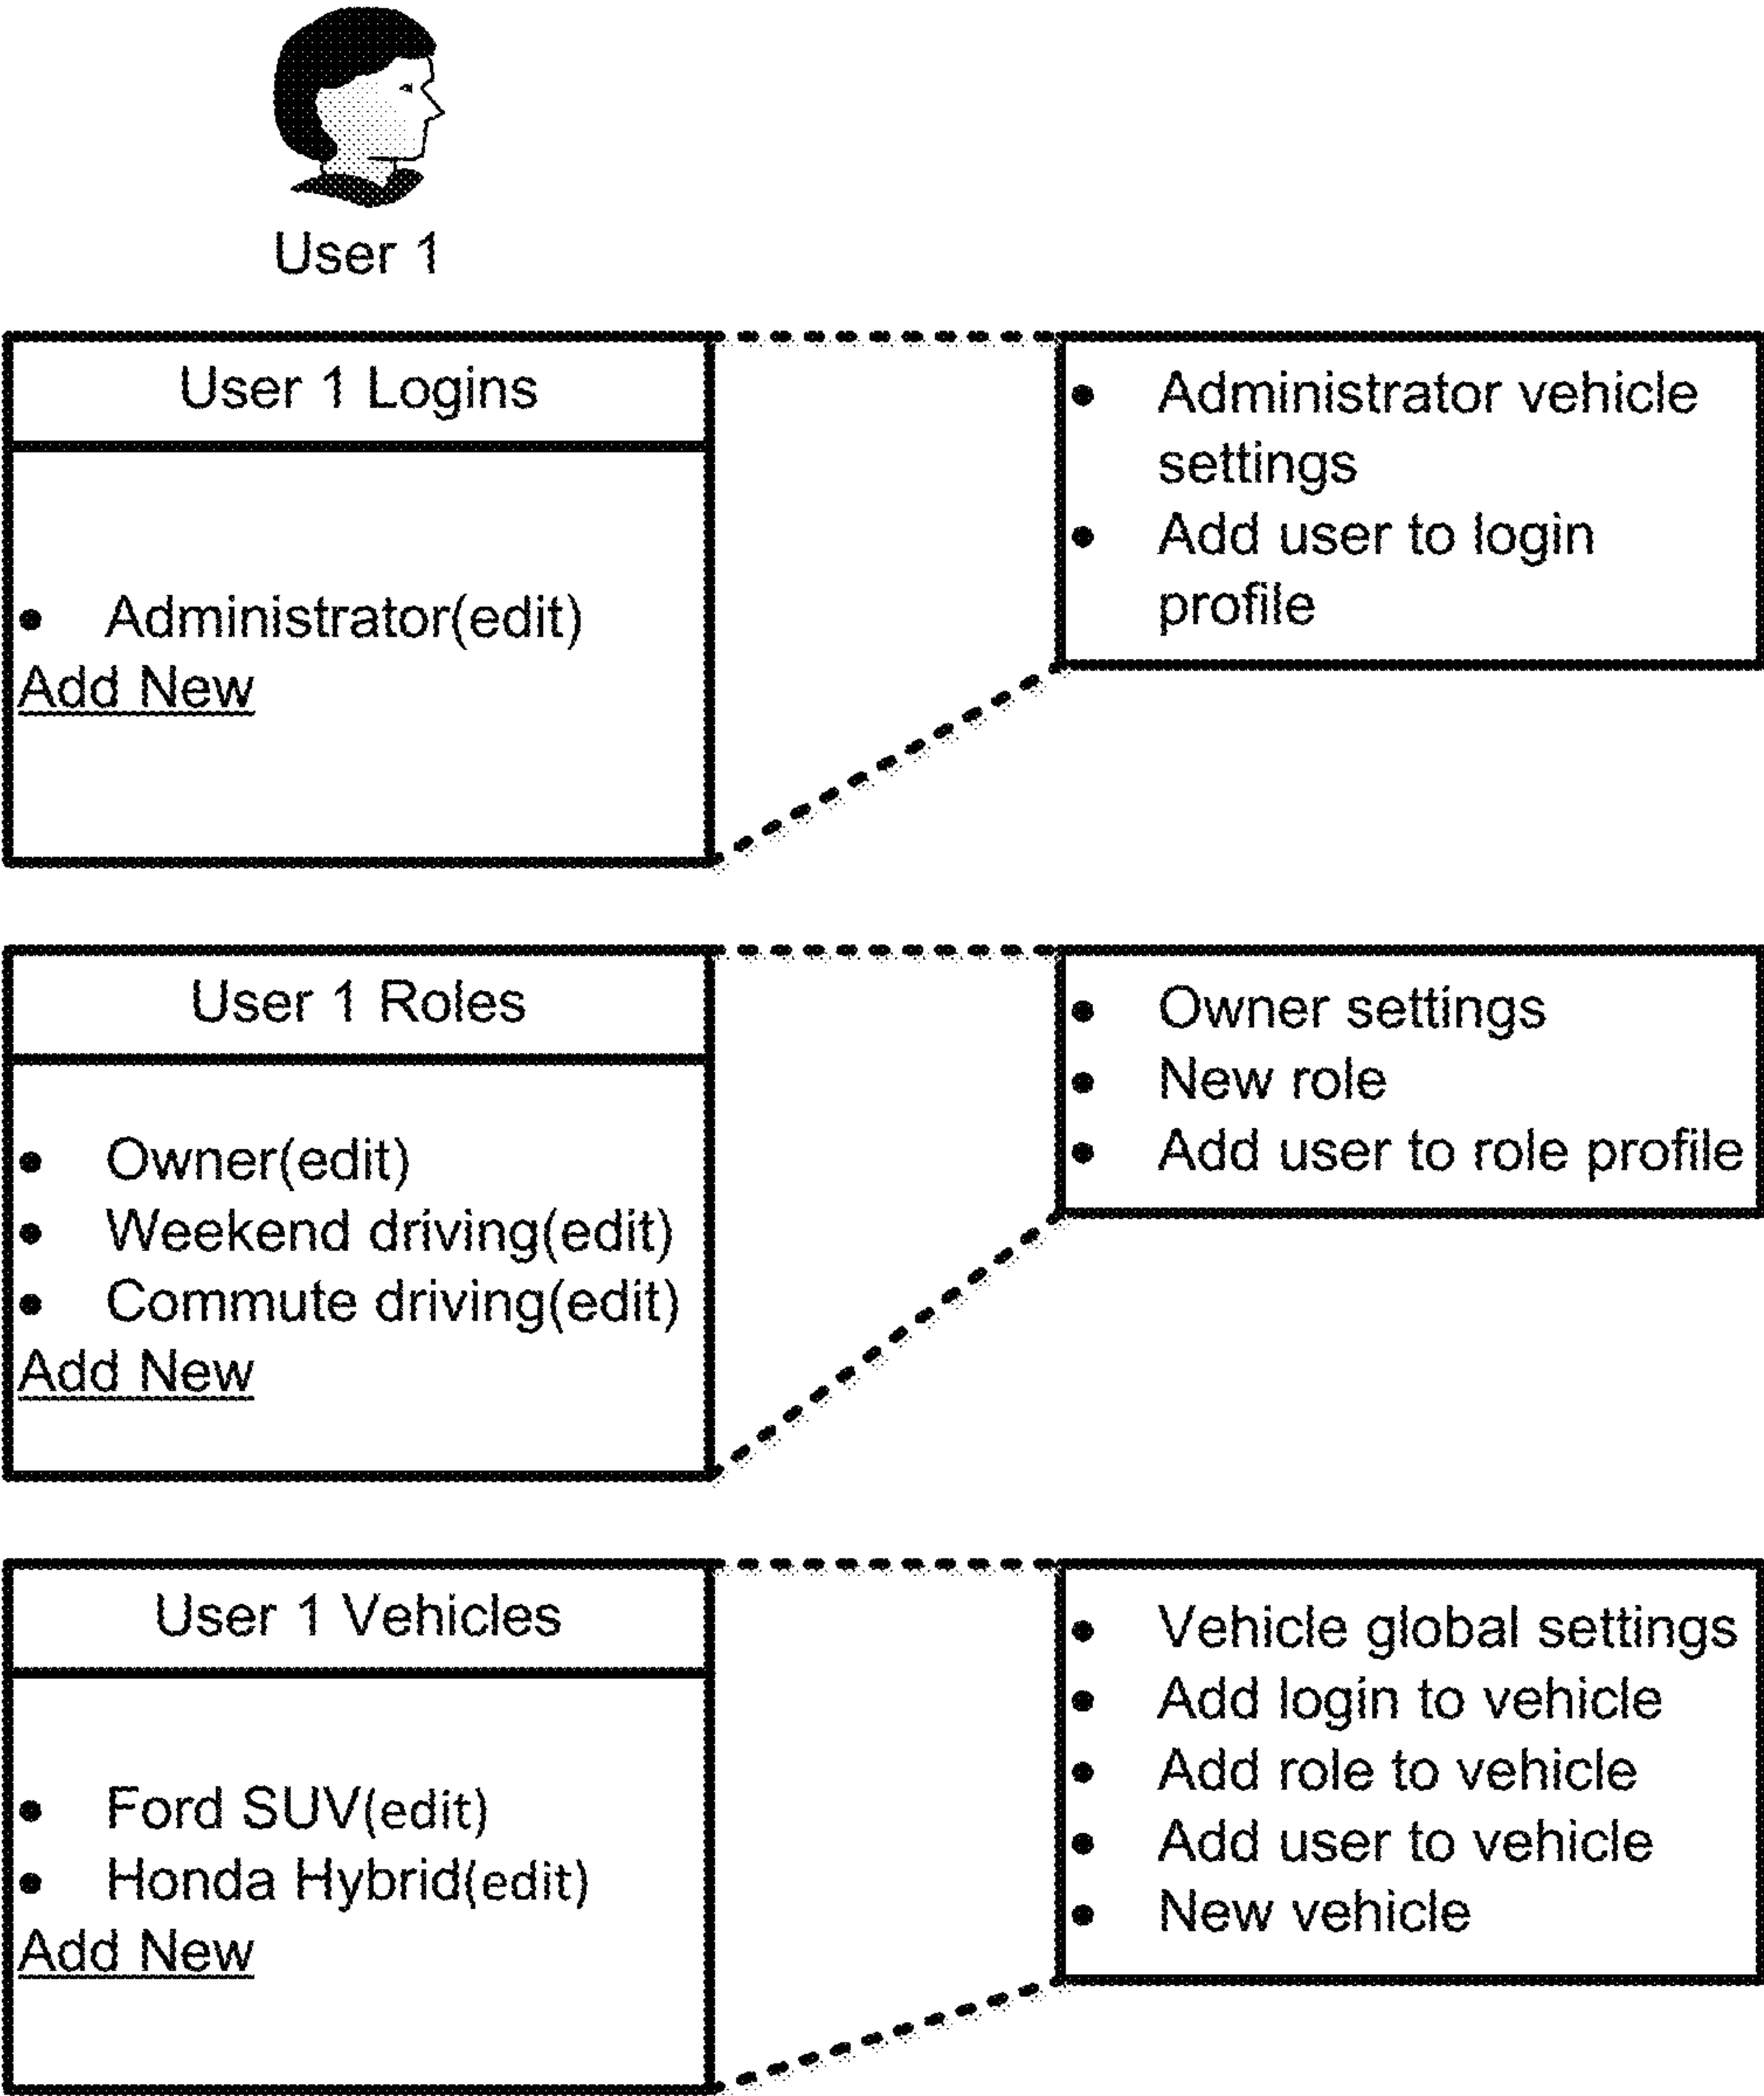 User 1
User 1 Logins
• Administrator(edit)
Add New
• Administrator vehicle
settings
• Add user to login
profile
User 1 Roles
• Owner(edit)
• Weekend driving(edit)
• Commute driving(edit)
Add New
• Owner settings
• New role
• Add user to role profile
User 1 Vehicles
• Ford SUV(edit)
• Honda Hybrid(edit)
Add New
• Vehicle global settings
• Add login to vehicle
• Add role to vehicle
• Add user to vehicle
• New vehicle